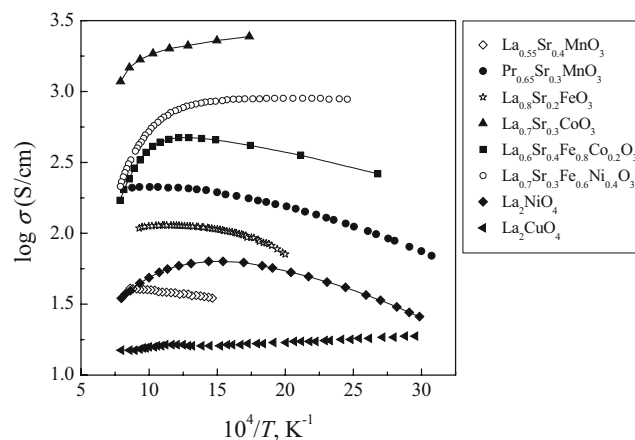 log σ (S/cm)
3.5
3.0
2.5
2.0
1.5
1.0
5
10
15
20
25
30
10⁴/T, K⁻¹
La₀.₅₅Sr₀.₄MnO₃
Pr₀.₆₅Sr₀.₃MnO₃
La₀.₈Sr₀.₂FeO₃
La₀.₇Sr₀.₃CoO₃
La₀.₆Sr₀.₄Fe₀.₈Co₀.₂O₃
La₀.₇Sr₀.₃Fe₀.₆Ni₀.₄O₃
La₂NiO₄
La₂CuO₄